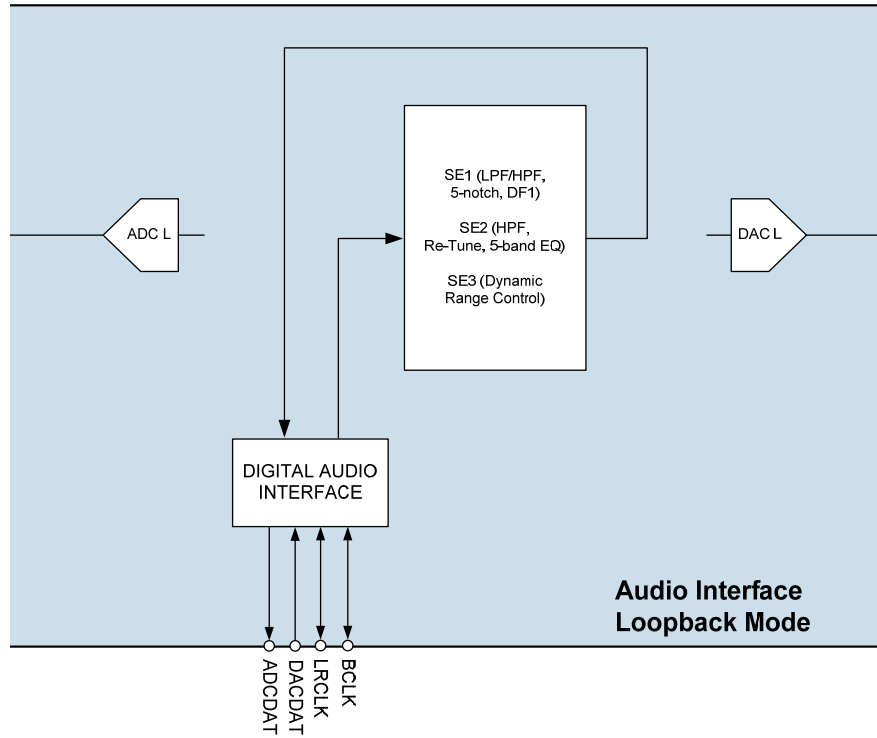 SE1 (LPF/HPF,
5-notch, DF1)
SE2 (HPF,
Re-Tune, 5-band EQ)
SE3 (Dynamic
Range Control)
ADC L
DAC L
DIGITAL AUDIO
INTERFACE
Audio Interface
Loopback Mode
ADCDAT
DACDAT
LRCLK
BCLK